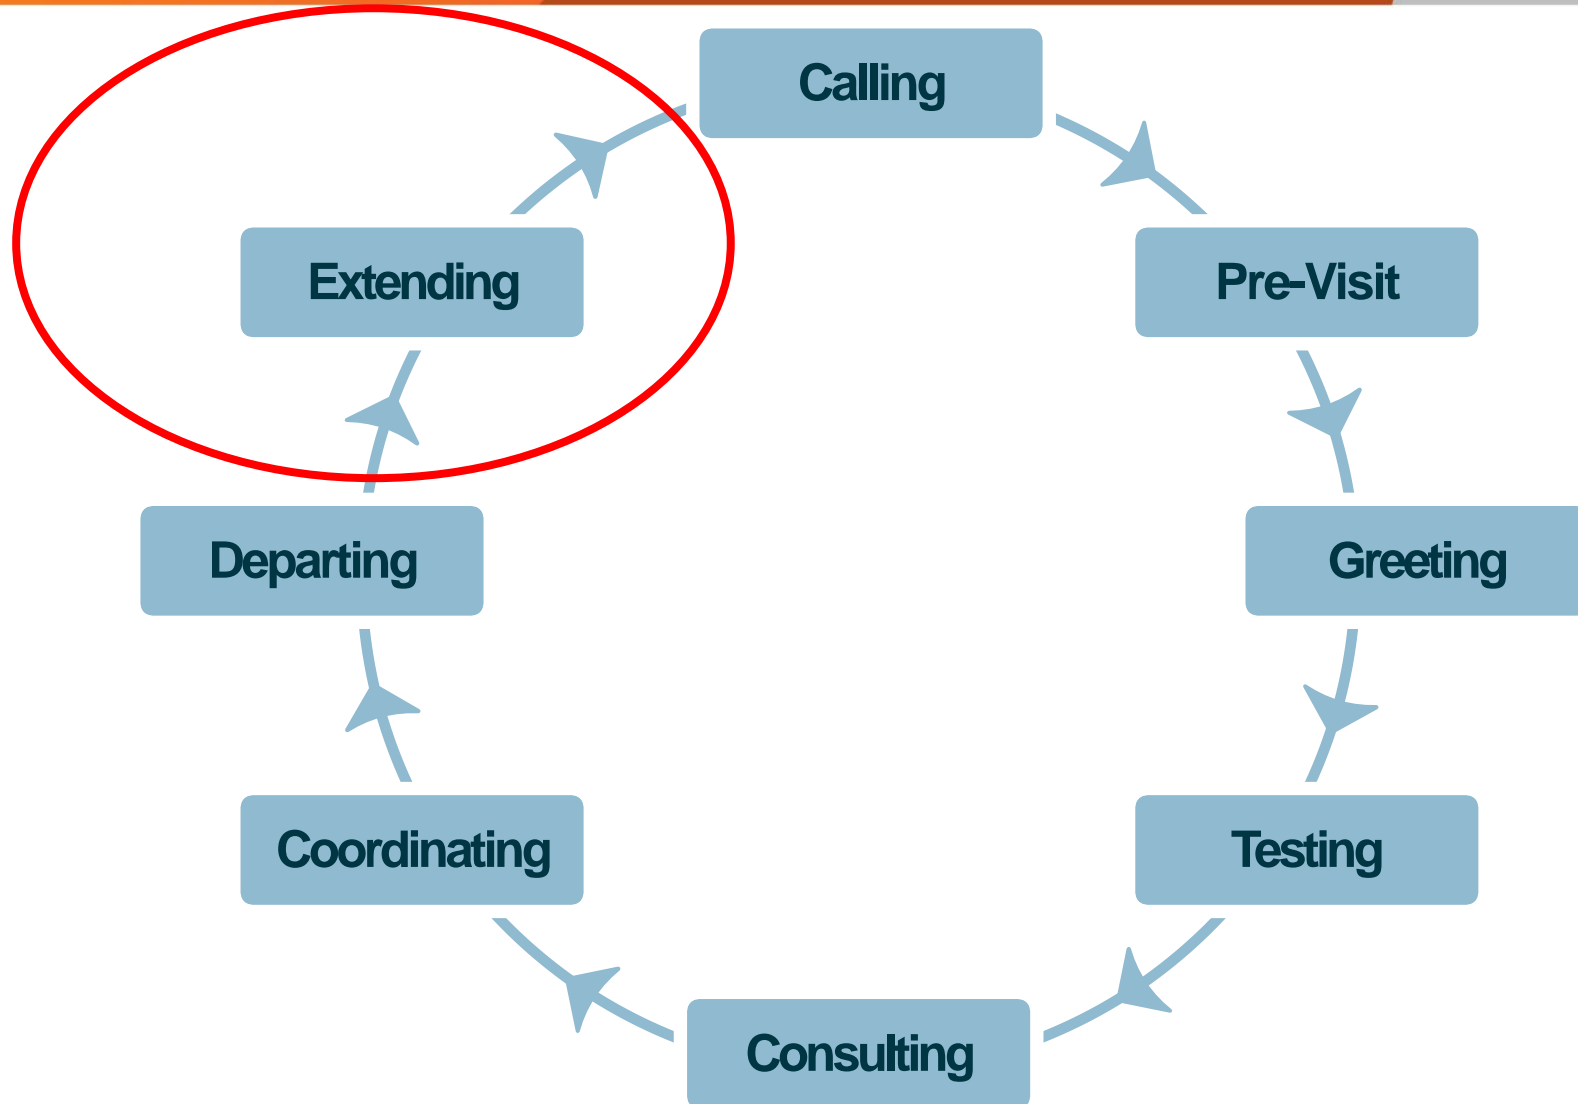 Calling
Pre-Visit
Greeting
Testing
Consulting
Coordinating
Departing
Extending